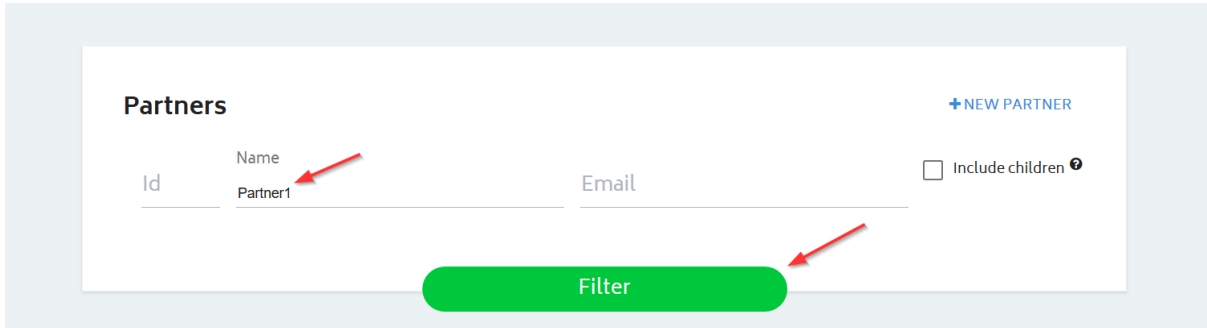 Partners
+NEW PARTNER
Name
Id
Partner1
Email
Include children ?
Filter